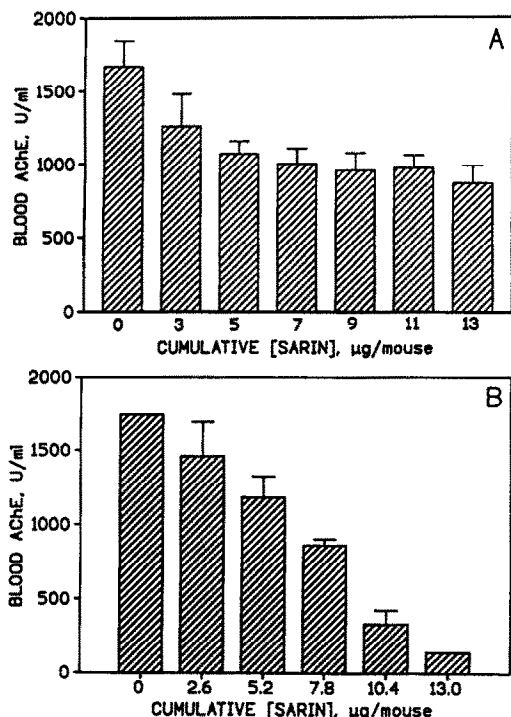 A
BLOOD AChE, U/ml
2000
1500
1000
500
0
0 3 5 7 9 11 13
CUMULATIVE [SARIN], µg/mouse
B
BLOOD AChE, U/ml
2000
1500
1000
500
0
0 2.6 5.2 7.8 10.4 13.0
CUMULATIVE [SARIN], µg/mouse